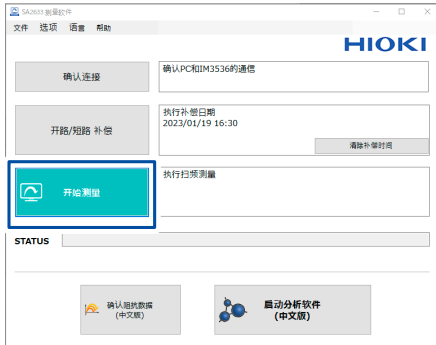 SA2633 测量软件
文件 选项 语言 帮助
HIOKI
确认连接
确认PC和IM3536的通信
开路/短路 补偿
执行补偿日期
2023/01/19 16:30
清除补偿时间
开始测量
执行扫频测量
STATUS
确认阻抗数据
(中文版)
启动分析软件
(中文版)